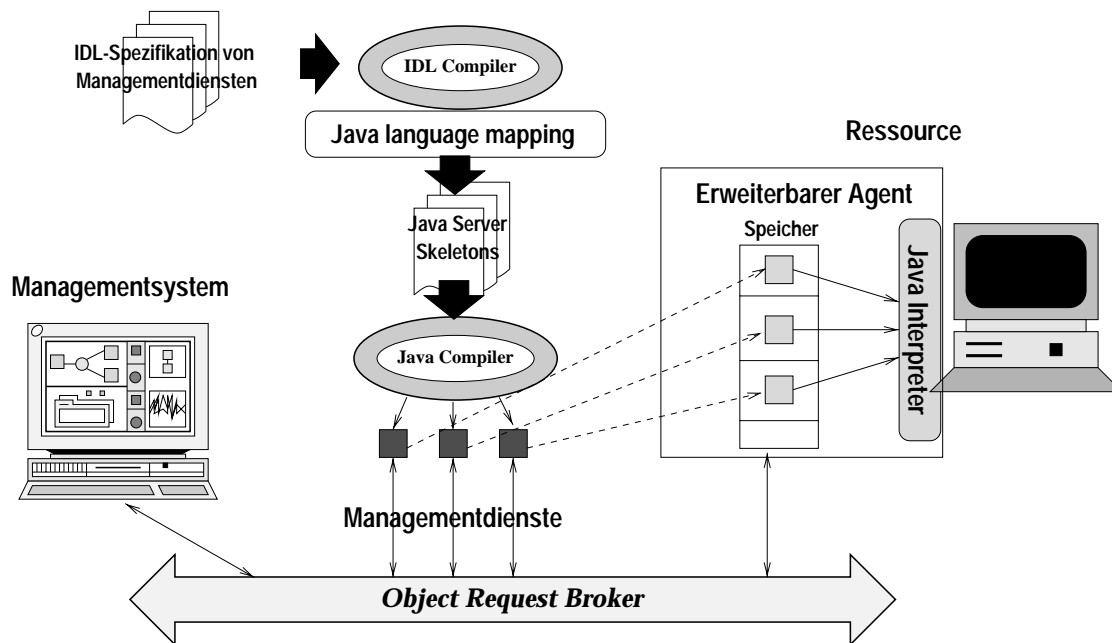 IDL-Spezifikation von
Managementdiensten
IDL Compiler
Java language mapping
Ressource
Erweiterbarer Agent
Speicher
Java Interpreter
Java Server
Skeletons
Managementsystem
Java Compiler
Managementdienste
Object Request Broker